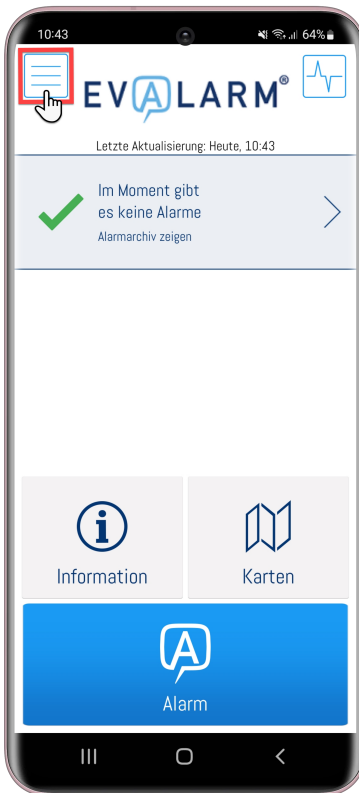 10:43 64%
EVALARM®
Letzte Aktualisierung: Heute, 10:43
Im Moment gibt
es keine Alarme
Alarmarchiv zeigen
Information Karten
A
Alarm